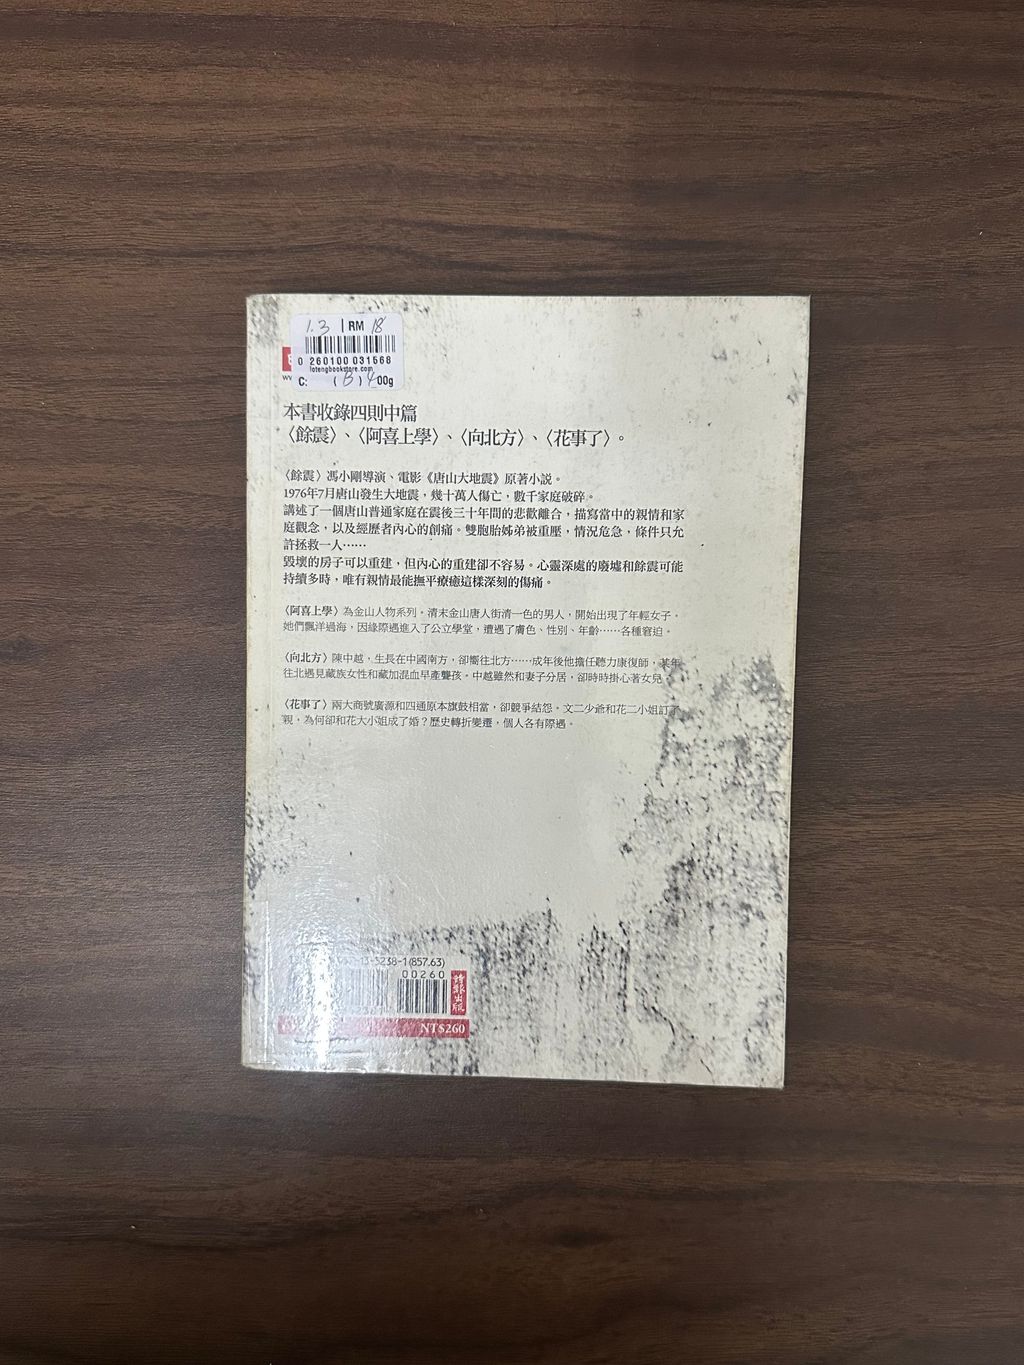 1.3 | RM 18
0 260100 031568
lotengbookstore.com
C:
00g
本書收錄四則中篇
〈餘震〉、〈阿喜上學〉、〈向北方〉、〈花事了〉。
〈餘震〉馮小剛導演、電影《唐山大地震》原著小說。
1976年7月唐山發生大地震，幾十萬人傷亡，數千家庭破碎。
講述了一個唐山普通家庭在震後三十年間的悲歡離合，描寫當中的親情和家
庭觀念，以及經歷者內心的創痛。雙胞胎姊弟被重壓，情況危急，條件只允
許拯救一人……
毀壞的房子可以重建，但內心的重建卻不容易。心靈深處的廢墟和餘震可能
持續多時，唯有親情最能撫平療癒這樣深刻的傷痛。
〈阿喜上學〉為金山人物系列。清末金山唐人街清一色的男人，開始出現了年輕女子。
她們飄洋過海，因緣際遇進入了公立學堂，遭遇了膚色、性別、年齡……各種窘迫。
〈向北方〉陳中越，生長在中國南方，卻嚮往北方……成年後他擔任聽力康復師，某年
往北遇見藏族女性和藏加混血早產聾孩。中越雖然和妻子分居，卻時時掛心著女兒。
〈花事了〉兩大商號廣源和四通原本旗鼓相當，卻競爭結怨。文二少爺和花二小姐訂了
親，為何卻和花大小姐成了婚？歷史轉折變遷，個人各有際遇。
13-5238-1(857.63)
00260
時報出版
NT$260